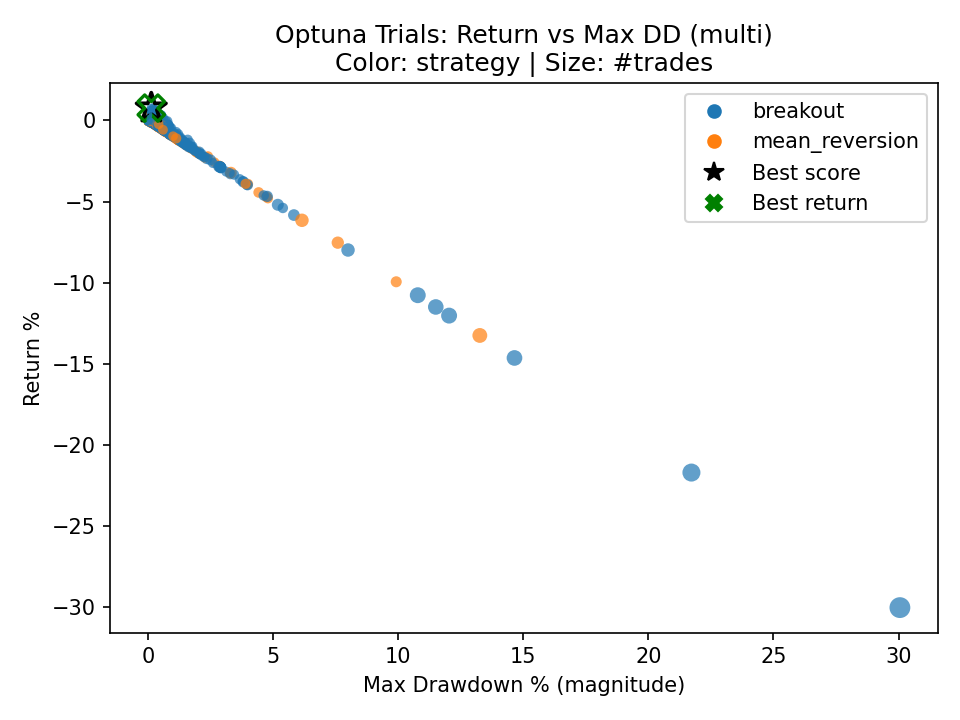 Optuna Trials: Return vs Max DD (multi)
Color: strategy | Size: #trades
breakout
mean_reversion
Best score
Best return
Return %
0
−5
−10
−15
−20
−25
−30
0
5
10
15
20
25
30
Max Drawdown % (magnitude)